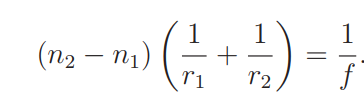 (n₂ − n₁) (1/r₁ + 1/r₂) = 1/f.